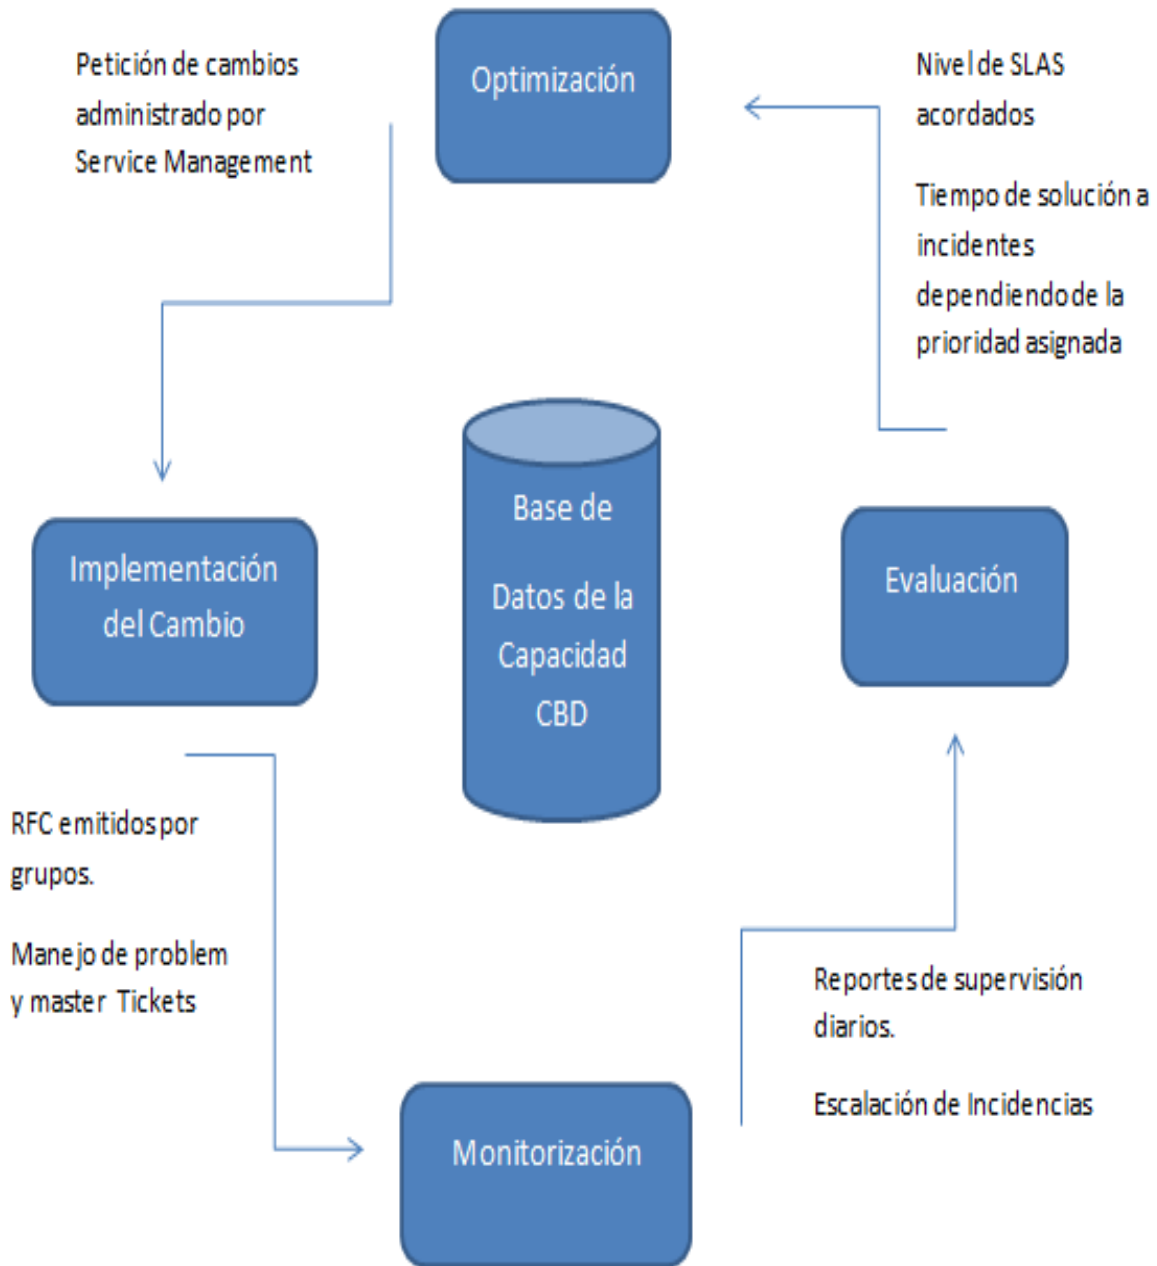 Petición de cambios
administrado por
Service Management
Optimización
Nivel de SLAS
acordados
Tiempo de solución a
incidentes
dependiendo de la
prioridad asignada
Implementación
del Cambio
Base de
Datos de la
Capacidad
CBD
Evaluación
RFC emitidos por
grupos.
Manejo de problem
y master Tickets
Reportes de supervisión
diarios.
Escalación de Incidencias
Monitorización